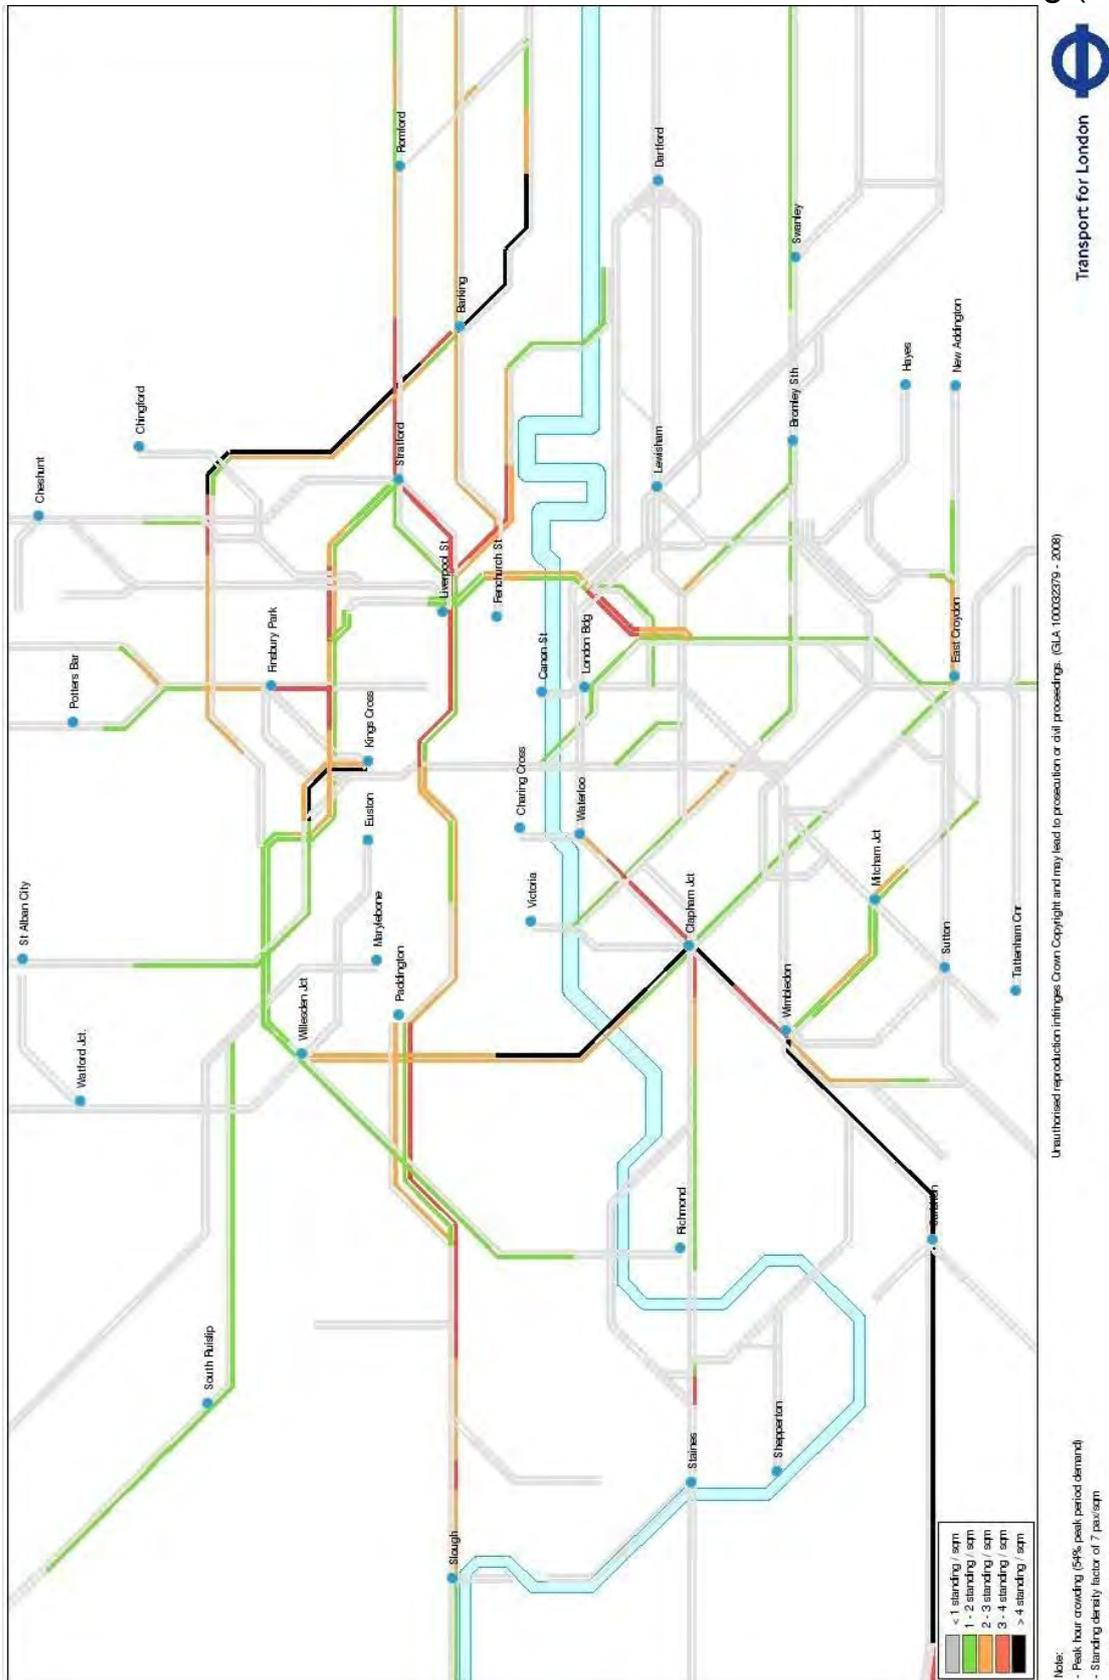 St Alban City
Watford Jct.
Potters Bar
Cheshunt
Chingford
South Ruislip
Finsbury Park
Willesden Jct
Kings Cross
Euston
Marylebone
Paddington
Stratford
Romford
Barking
Liverpool St
Fenchurch St
Slough
Charing Cross
Canon St
Victoria
Waterloo
London Bdg
Lewisham
Dartford
Richmond
Clapham Jct
Staines
Wimbledon
Shepperton
Bromley Sth
Swanley
Mitcham Jct
Hayes
Sutton
East Croydon
New Addington
Tattenham Cnr
< 1 standing / sqm
1 - 2 standing / sqm
2 - 3 standing / sqm
3 - 4 standing / sqm
> 4 standing / sqm
Note:
- Peak hour crowding (54% peak period demand)
- Standing density factor of 7 pax/sqm
Unauthorised reproduction infringes Crown Copyright and may lead to prosecution or civil proceedings. (GLA 100032379 - 2008)
Transport for London